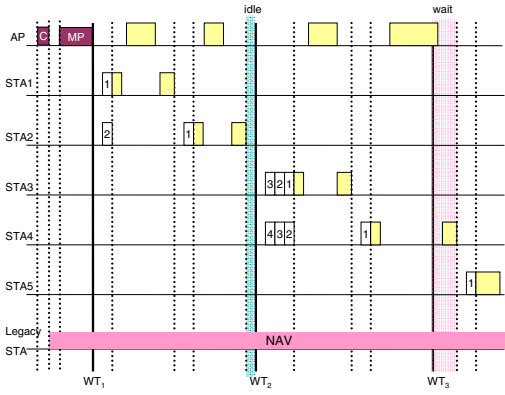 idle wait
AP C MP
STA1 1
STA2 2 1
STA3 3 2 1
STA4 4 3 2 1
STA5 1
Legacy
STA NAV
WT1 WT2 WT3